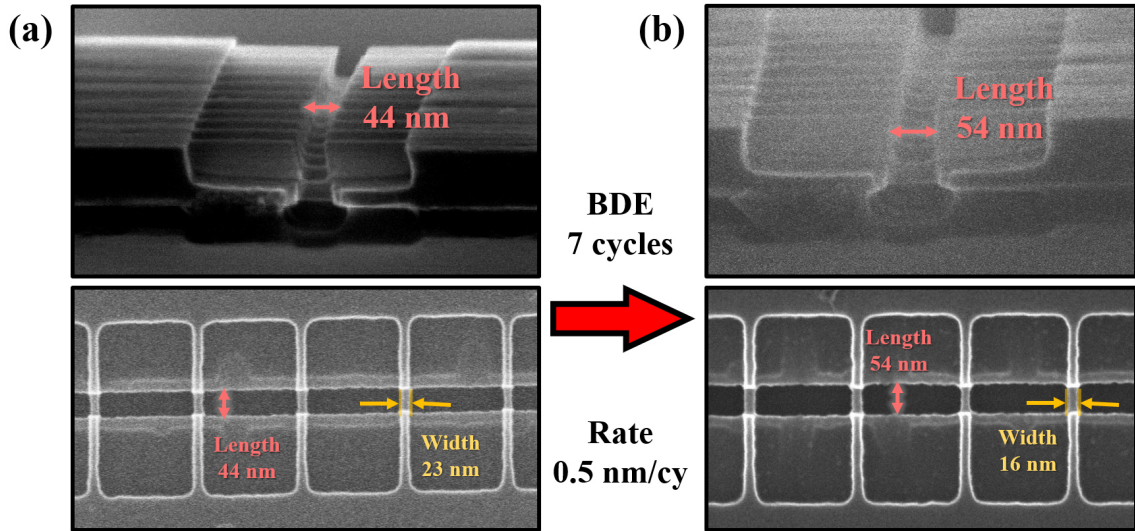 (a)
Length
44 nm
Length
44 nm
Width
23 nm
BDE
7 cycles
Rate
0.5 nm/cy
(b)
Length
54 nm
Length
54 nm
Width
16 nm